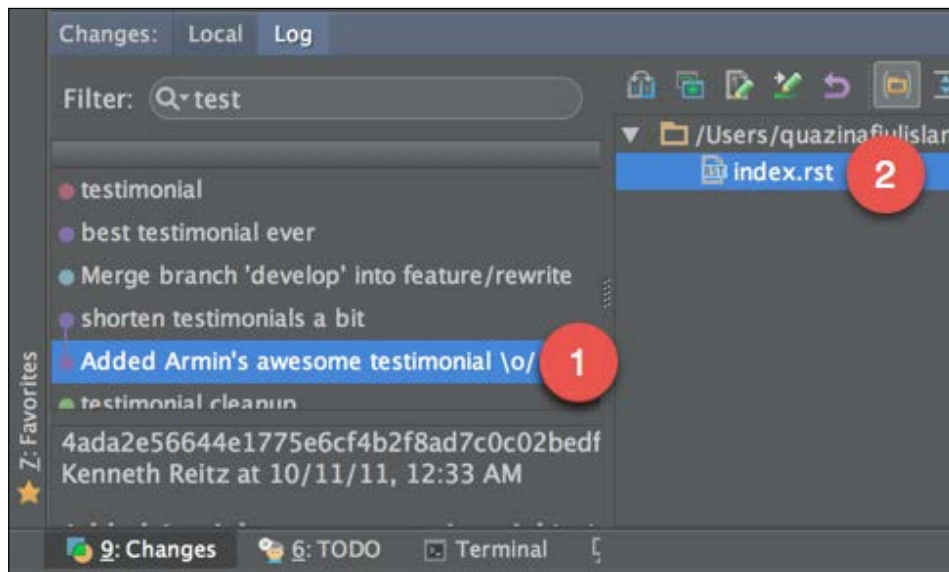 Changes: Local Log
Filter: test
testimonial
best testimonial ever
Merge branch 'develop' into feature/rewrite
shorten testimonials a bit
Added Armin's awesome testimonial \o/
1
testimonial cleanup
4ada2e56644e1775e6cf4b2f8ad7c0c02bedf
Kenneth Reitz at 10/11/11, 12:33 AM
/Users/quazinafiulislam
index.rst
2
Z: Favorites
9: Changes 6: TODO Terminal